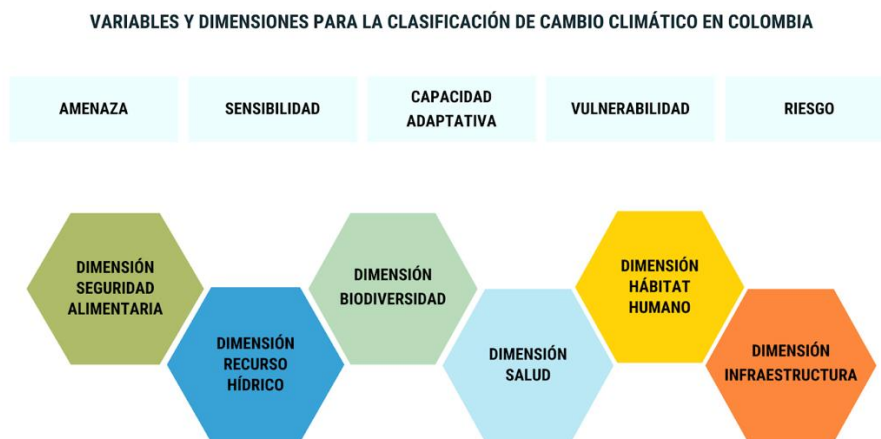 VARIABLES Y DIMENSIONES PARA LA CLASIFICACIÓN DE CAMBIO CLIMÁTICO EN COLOMBIA
AMENAZA
SENSIBILIDAD
CAPACIDAD
ADAPTATIVA
VULNERABILIDAD
RIESGO
DIMENSIÓN
SEGURIDAD
ALIMENTARIA
DIMENSIÓN
RECURSO
HÍDRICO
DIMENSIÓN
BIODIVERSIDAD
DIMENSIÓN
SALUD
DIMENSIÓN
HÁBITAT
HUMANO
DIMENSIÓN
INFRAESTRUCTURA